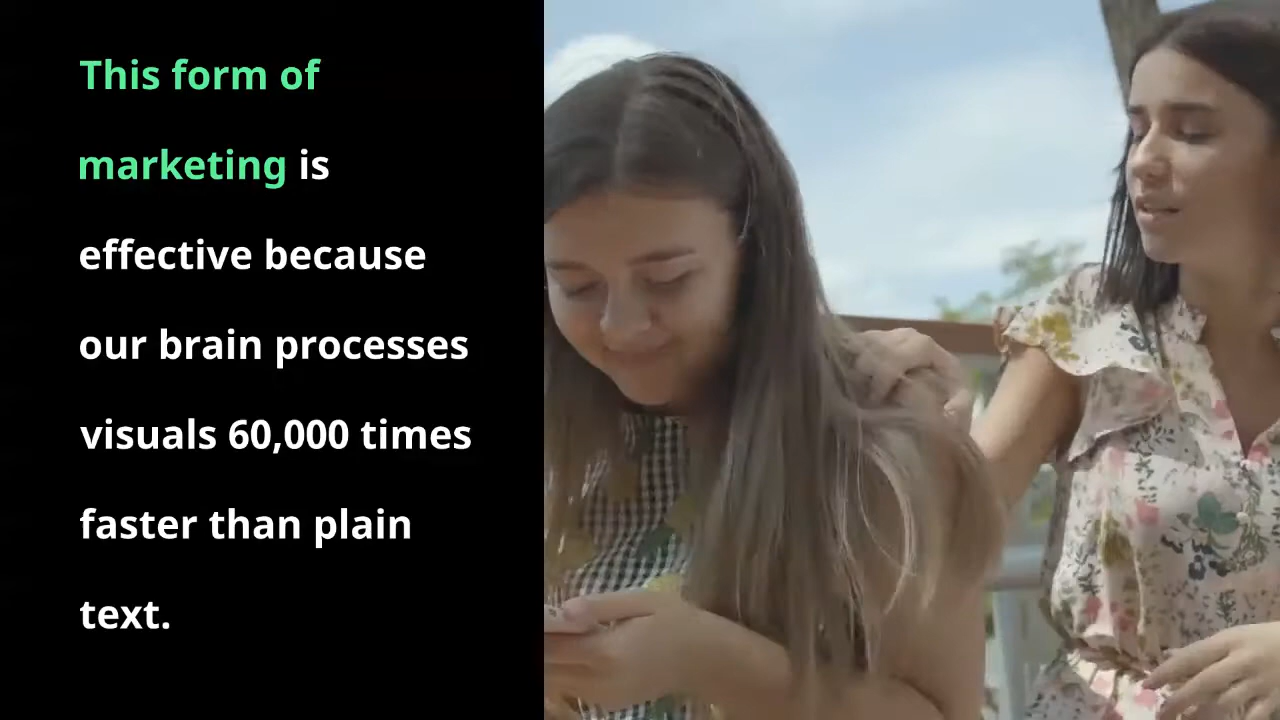 This form of
marketing is
effective because
our brain processes
visuals 60,000 times
faster than plain
text.